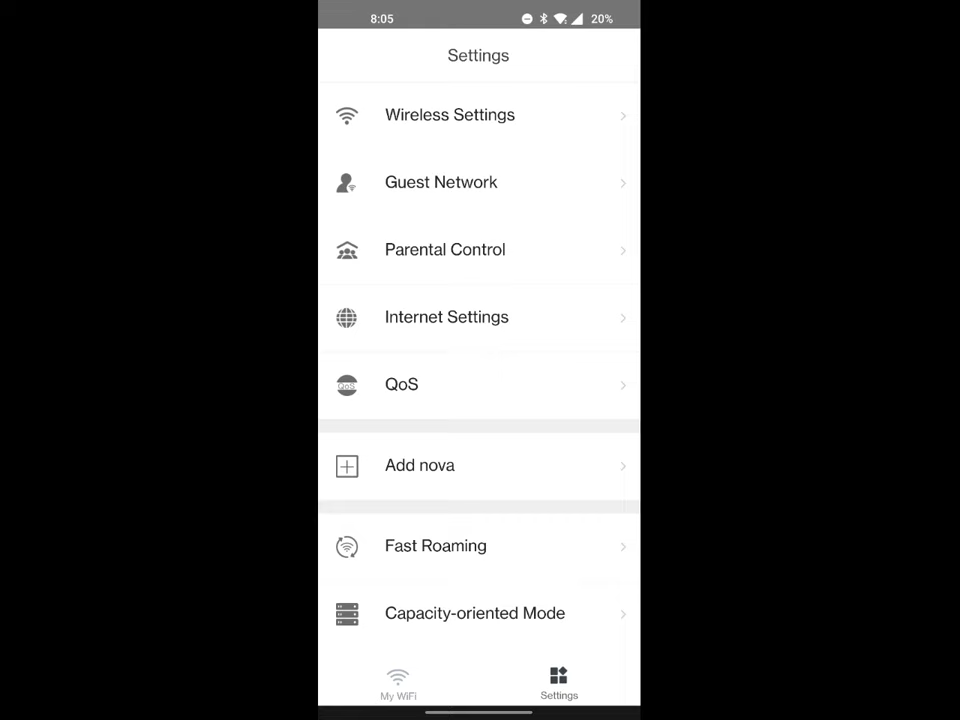 8:05
20%
Settings
Wireless Settings
Guest Network
Parental Control
Internet Settings
QoS
QoS
Add nova
Fast Roaming
Capacity-oriented Mode
My WiFi
Settings